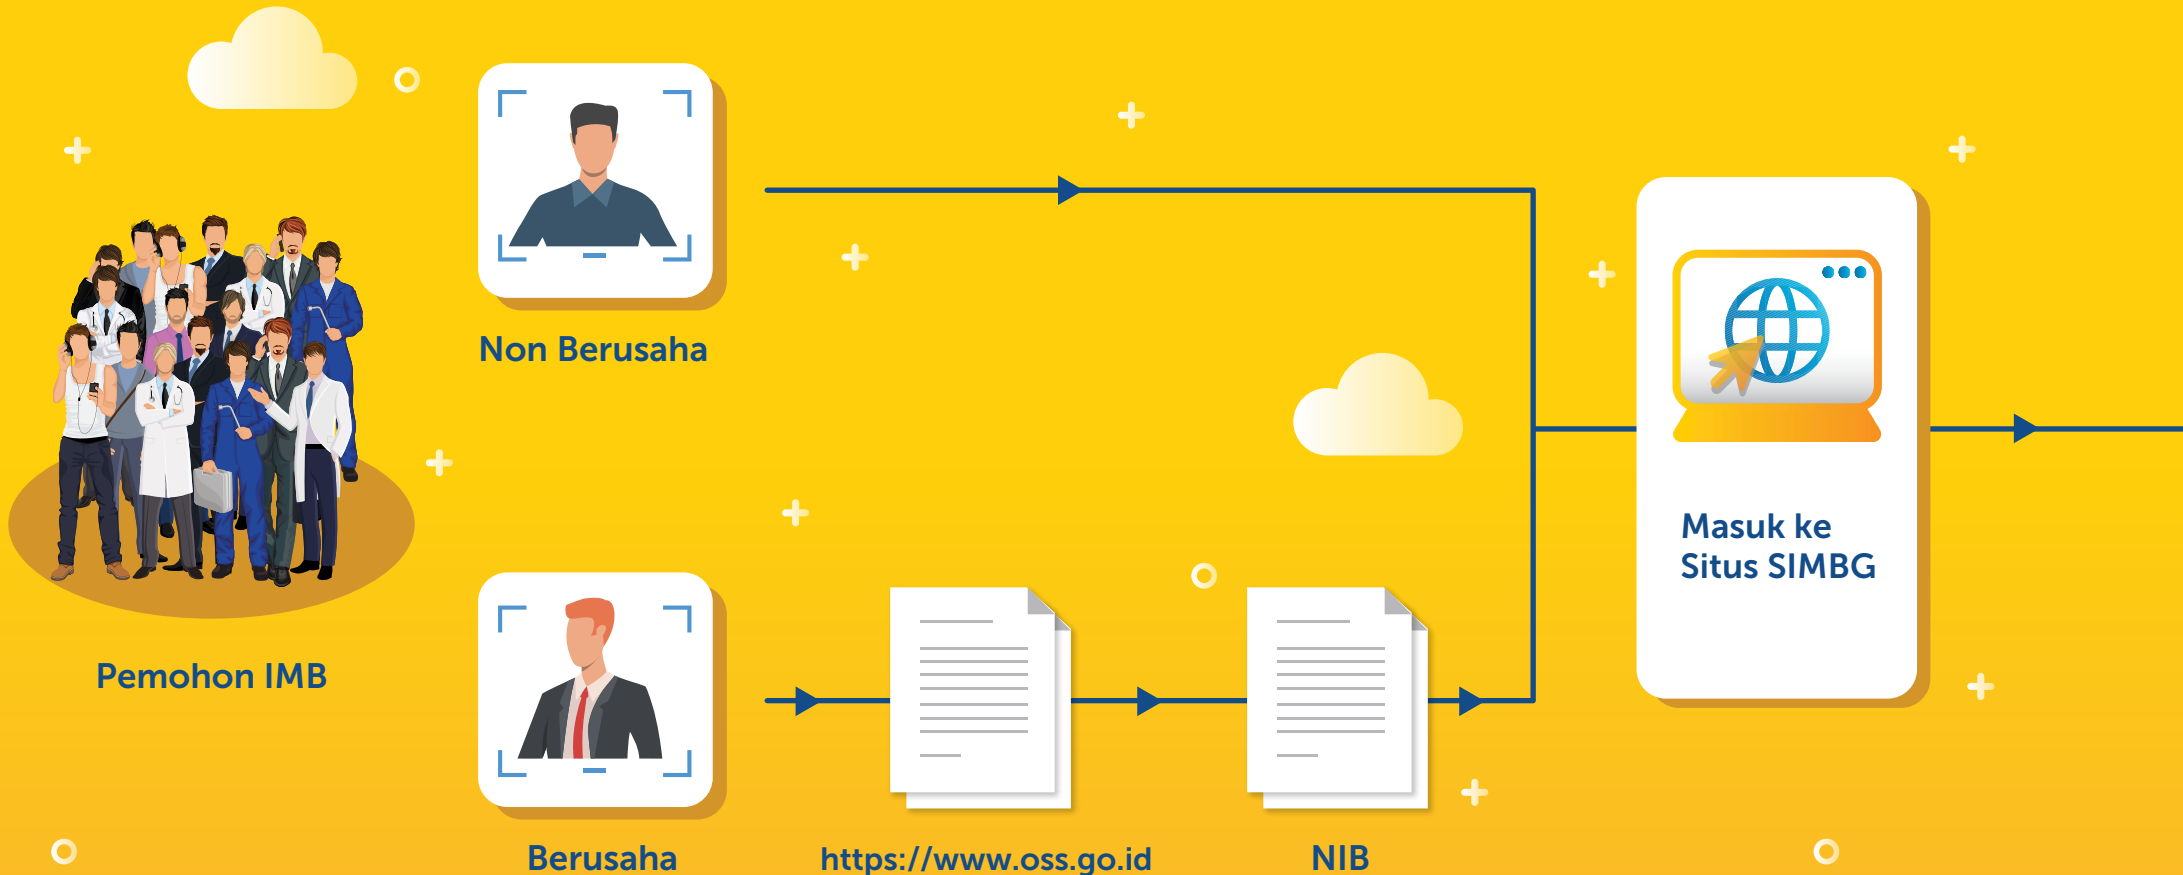 Non Berusaha
Pemohon IMB
Berusaha
https://www.oss.go.id
NIB
Masuk ke
Situs SIMBG